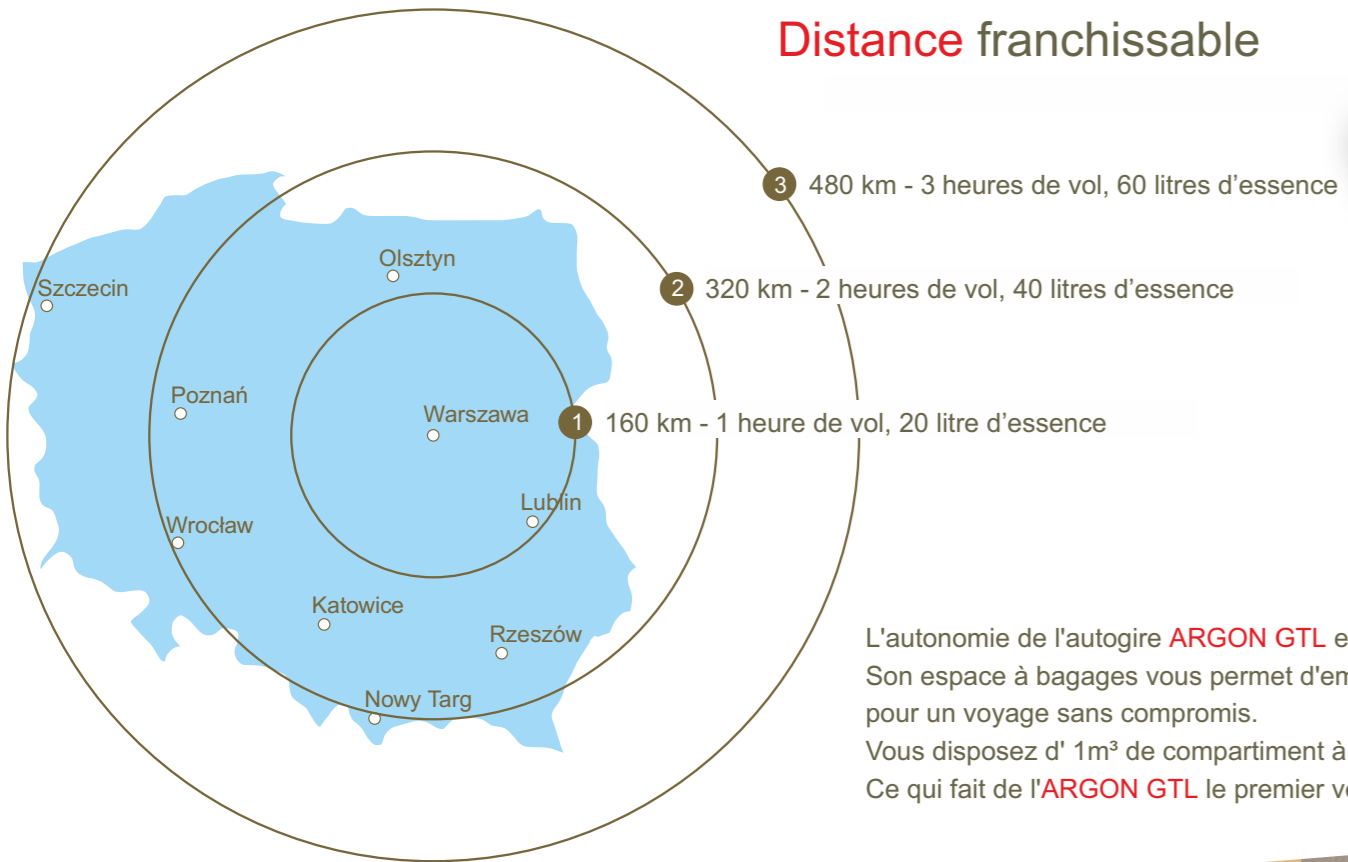 Distance franchissable
3 480 km - 3 heures de vol, 60 litres d’essence
Olsztyn
Szczecin
2 320 km - 2 heures de vol, 40 litres d’essence
Poznań
Warszawa
1 160 km - 1 heure de vol, 20 litre d’essence
Lublin
Wrocław
Katowice
Rzeszów
Nowy Targ
L'autonomie de l'autogire ARGON GTL e
Son espace à bagages vous permet d'em
pour un voyage sans compromis.
Vous disposez d' 1m³ de compartiment à
Ce qui fait de l'ARGON GTL le premier v